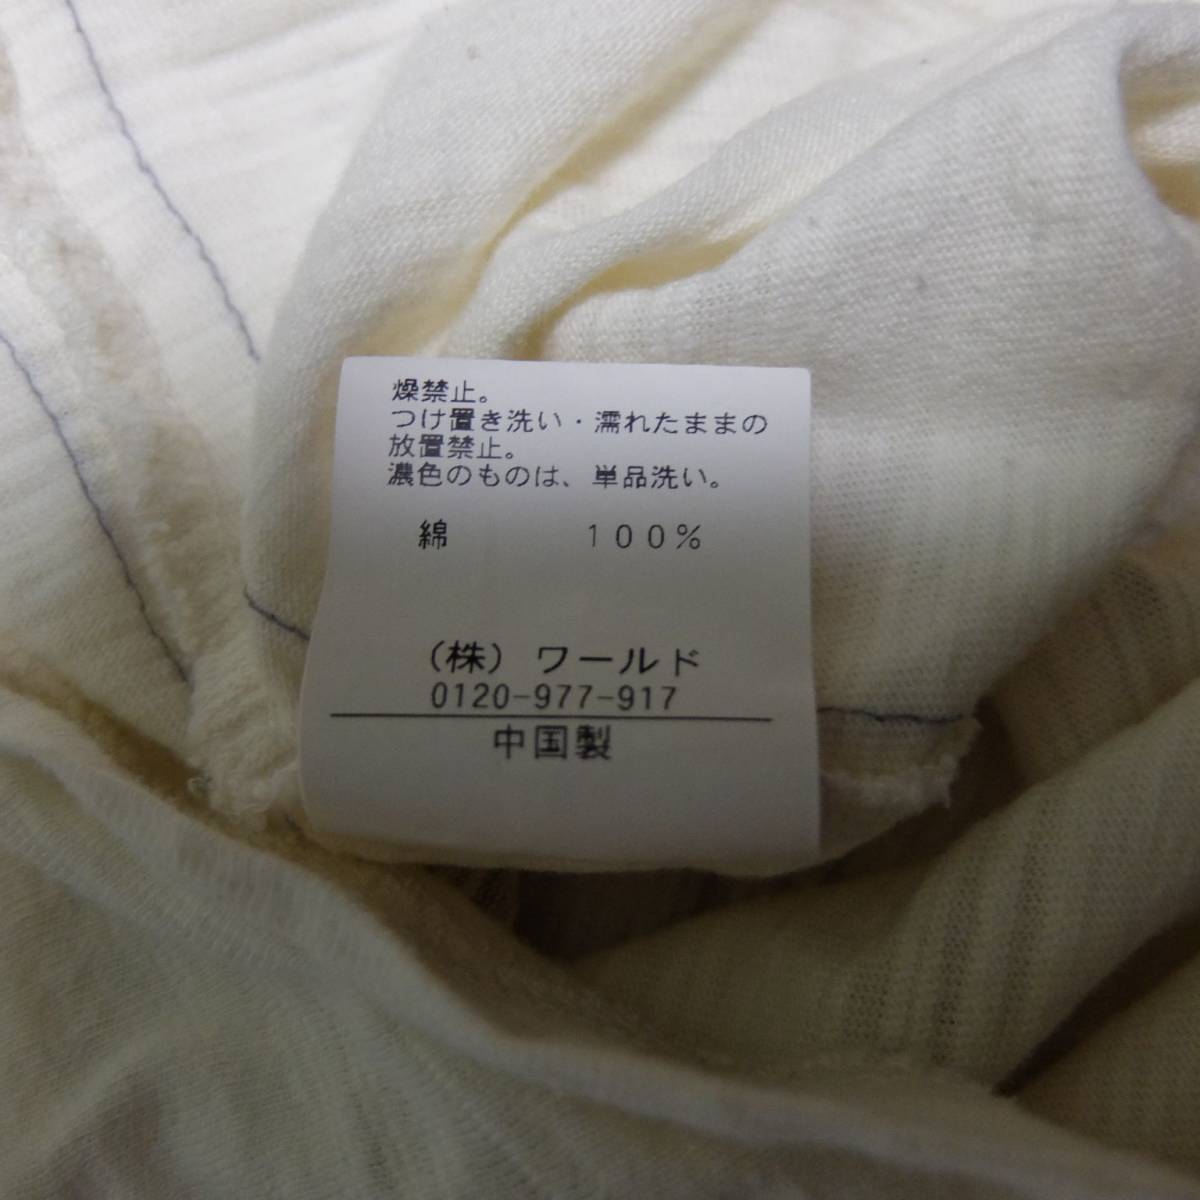 燥禁止。
つけ置き洗い・濡れたままの
放置禁止。
濃色のものは、単品洗い。
綿 100%
(株) ワールド
0120-977-917
中国製